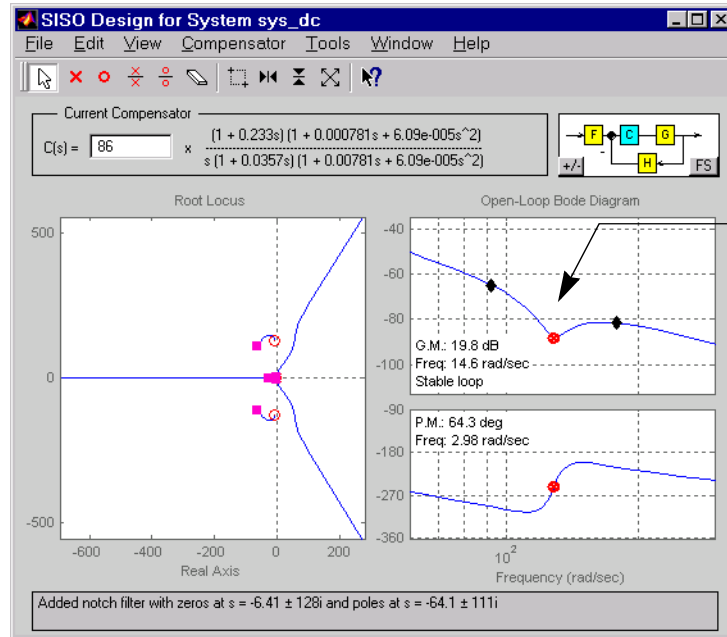 SISO Design for System sys_dc
File Edit View Compensator Tools Window Help
Current Compensator
C(s) = 86 x (1 + 0.233s) (1 + 0.000781s + 6.09e-005s^2)
s (1 + 0.0357s) (1 + 0.00781s + 6.09e-005s^2)
F C G
-
H
+/- FS
Root Locus
500
0
-500
-600 -400 -200 0 200
Real Axis
Open-Loop Bode Diagram
-40
-60
-80
-100
G.M.: 19.8 dB
Freq: 14.6 rad/sec
Stable loop
-90
-180
-270
-360
P.M.: 64.3 deg
Freq: 2.98 rad/sec
10^2
Frequency (rad/sec)
Added notch filter with zeros at s = -6.41 ± 128i and poles at s = -64.1 ± 111i